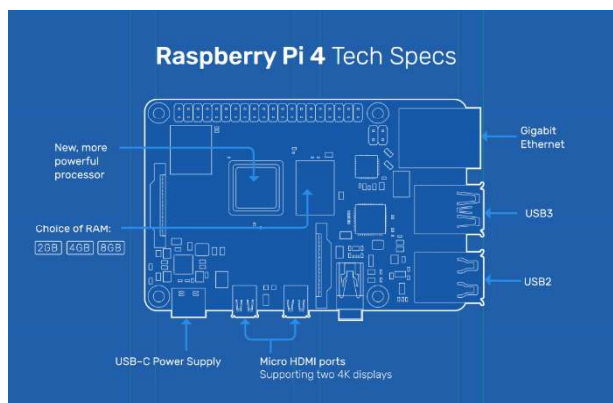 Raspberry Pi 4 Tech Specs
New, more
powerful
processor
Choice of RAM:
2GB 4GB 8GB
Gigabit
Ethernet
USB3
USB2
USB-C Power Supply
Micro HDMI ports
Supporting two 4K displays